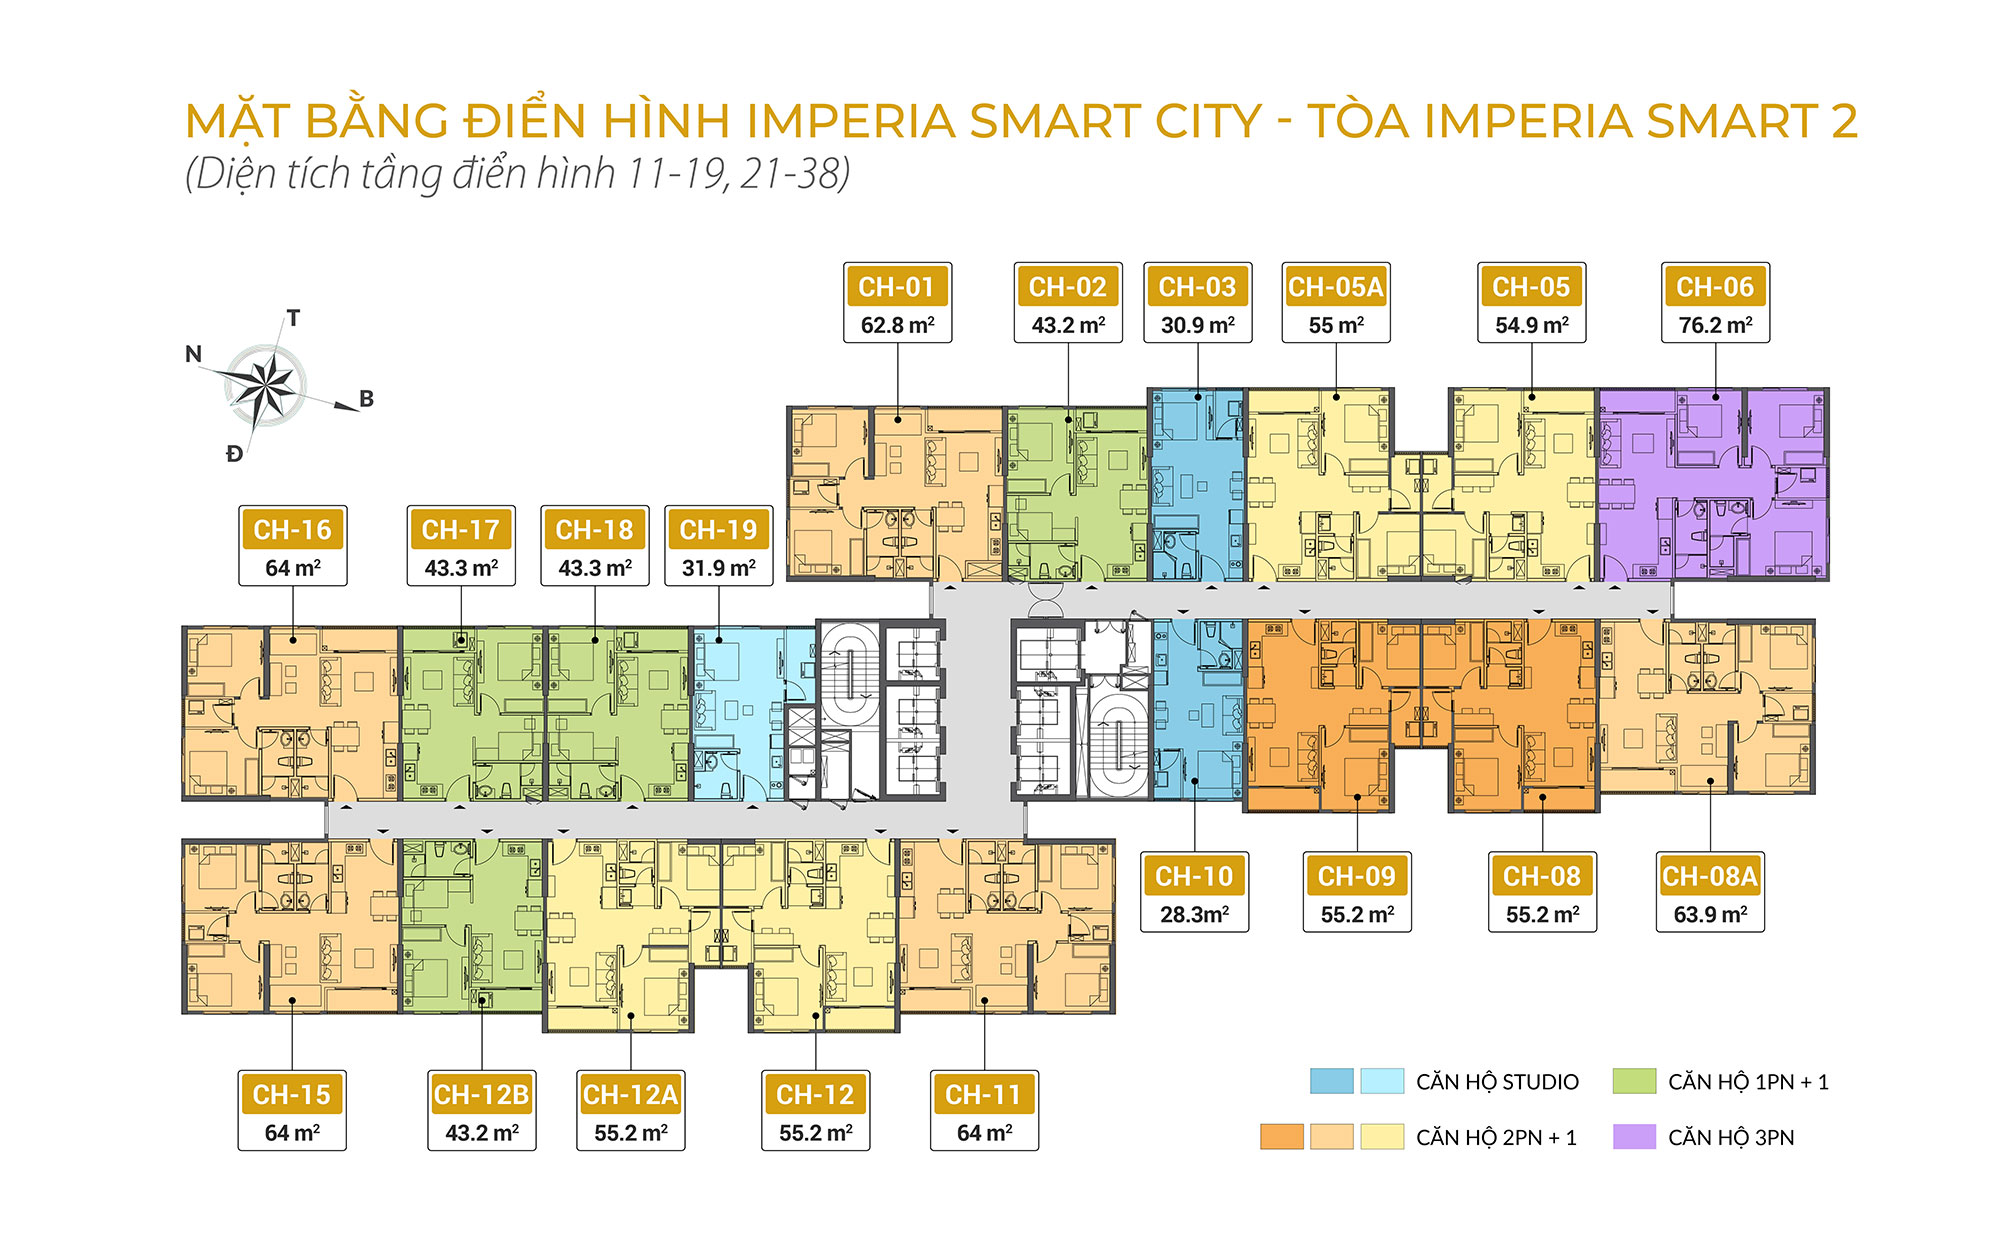 MẶT BẰNG ĐIỂN HÌNH IMPERIA SMART CITY - TÒA IMPERIA SMART 2
(Diện tích tầng điển hình 11-19, 21-38)
T
N
B
Đ
CH-01
62.8 m²
CH-02
43.2 m²
CH-03
30.9 m²
CH-05A
55 m²
CH-05
54.9 m²
CH-06
76.2 m²
CH-16
64 m²
CH-17
43.3 m²
CH-18
43.3 m²
CH-19
31.9 m²
CH-10
28.3m²
CH-09
55.2 m²
CH-08
55.2 m²
CH-08A
63.9 m²
CH-15
64 m²
CH-12B
43.2 m²
CH-12A
55.2 m²
CH-12
55.2 m²
CH-11
64 m²
CĂN HỘ STUDIO
CĂN HỘ 1PN + 1
CĂN HỘ 2PN + 1
CĂN HỘ 3PN